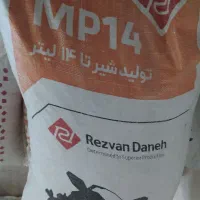 MP14
تولید شیر تا ۱۴ لیتر
Rezvan Daneh